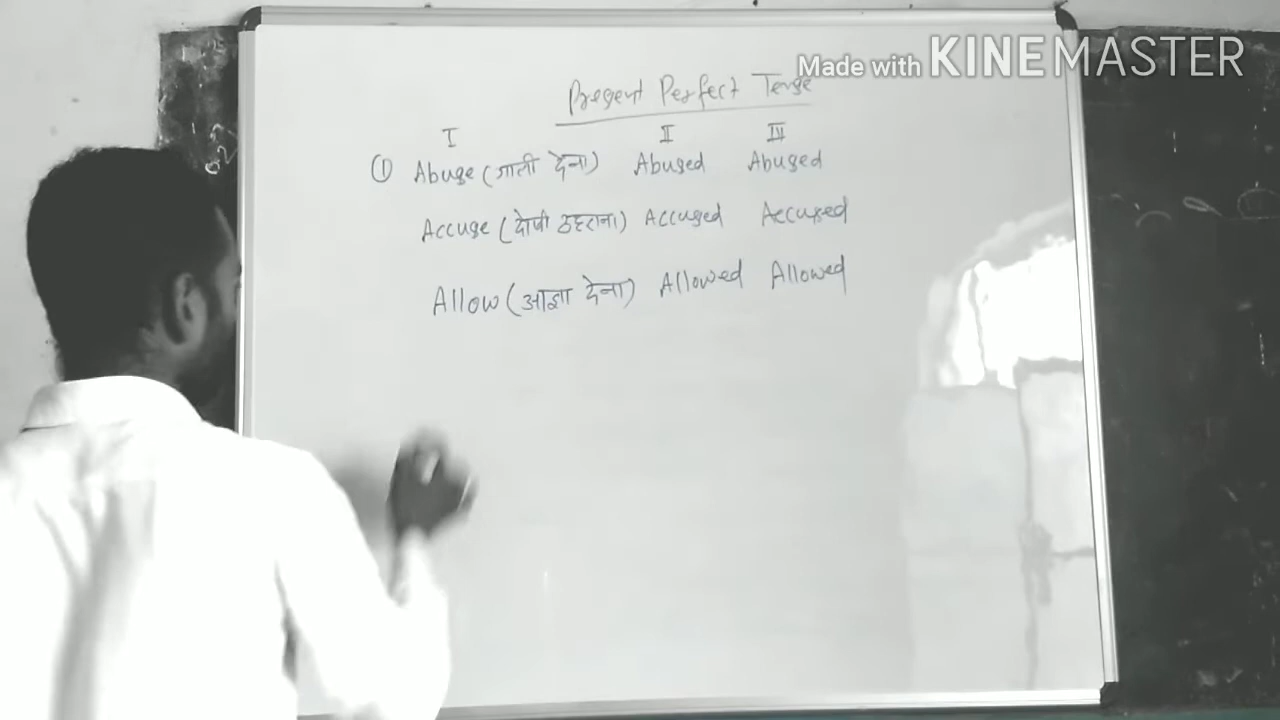 Made with KINEMASTER
Present Perfect Tense
I II III
① Abuse (गाली देना) Abused Abused
Accuse (दोषी ठहराना) Accused Accused
Allow (आज्ञा देना) Allowed Allowed